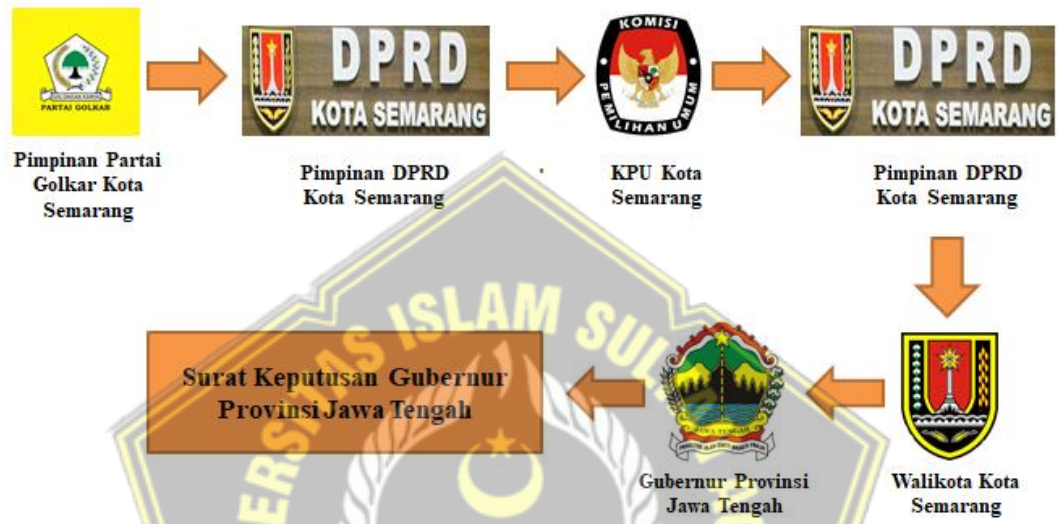 KOMISI
PEMILIHAN UMUM
PARTAI GOLKAR
DPRD
KOTA SEMARANG
DPRD
KOTA SEMARANG
Pimpinan Partai
Golkar Kota
Semarang
Pimpinan DPRD
Kota Semarang
KPU Kota
Semarang
Pimpinan DPRD
Kota Semarang
ISLAM
Surat Keputusan Gubernur
Provinsi Jawa Tengah
JAWA TENGAH
Gubernur Provinsi
Jawa Tengah
Walikota Kota
Semarang